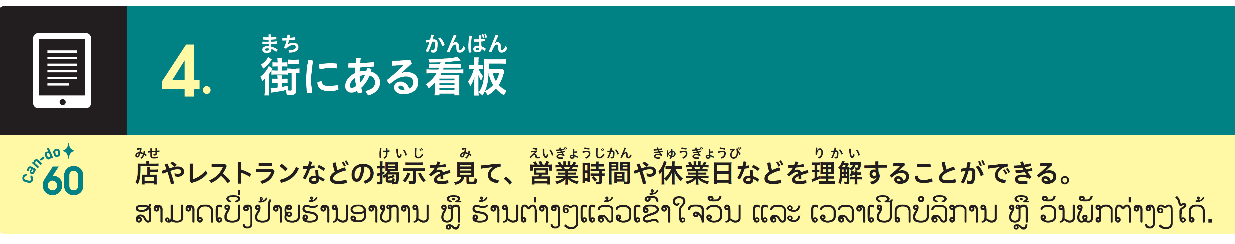 まち かんばん
4. 街にある看板
Can-do 60
みせ けいじ み えいぎょうじかん きゅうぎょうび りかい
店やレストランなどの掲示を見て、営業時間や休業日などを理解することができる。
ສາມາດເບິ່ງປ້າຍຮ້ານອາຫານ ຫຼື ຮ້ານຕ່າງໆແລ້ວເຂົ້າໃຈວັນ ແລະ ເວລາເປີດບໍລິການ ຫຼື ວັນພັກຕ່າງໆໄດ້.